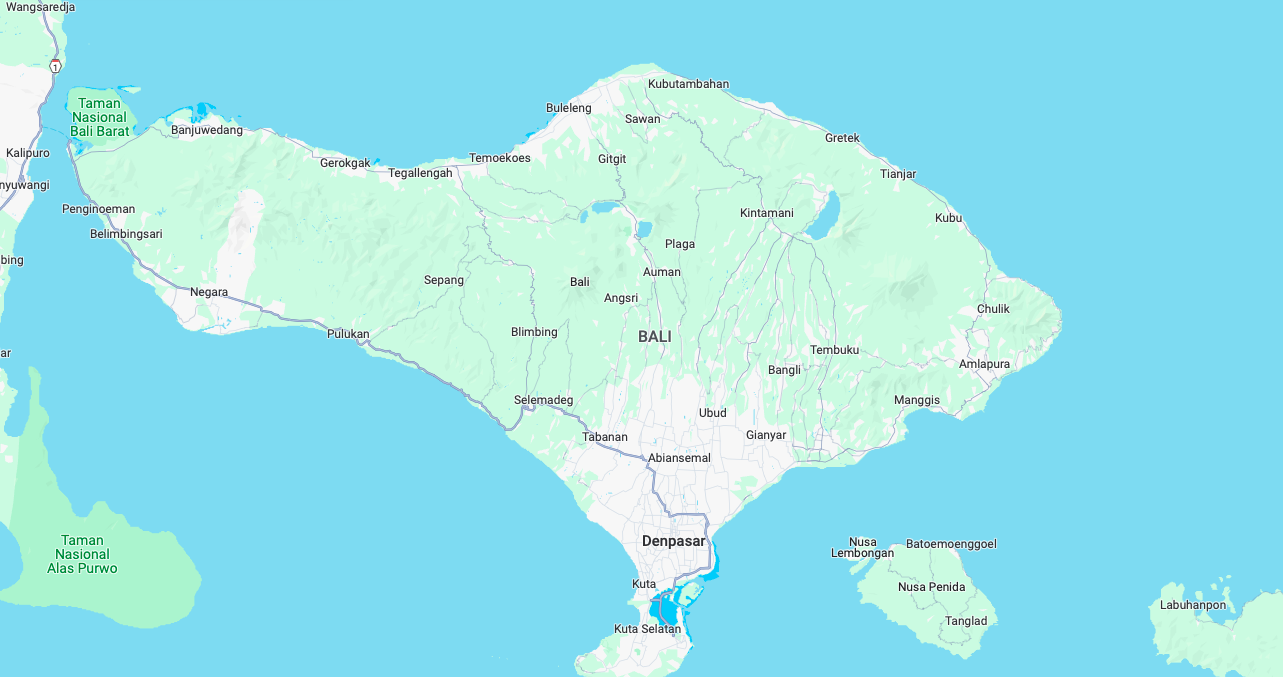 Wangsaredja
1
Kubutambahan
Taman
Nasional
Bali Barat
Buleleng
Sawan
Banjuwedang
Gretek
Kalipuro
Temoekoes
Gitgit
Gerokgak
Tegallengah
Tianjar
nyuwangi
Penginoeman
Kintamani
Kubu
Belimbingsari
Plaga
bing
Auman
Sepang
Bali
Negara
Angsri
Chulik
Pulukan
Blimbing
BALI
ar
Tembuku
Amlapura
Bangli
Selemadeg
Manggis
Ubud
Tabanan
Gianyar
Abiansemal
Taman
Nasional
Alas Purwo
Denpasar
Nusa
Lembongan
Batoemoenggoel
Kuta
Nusa Penida
Labuhanpon
Tanglad
Kuta Selatan